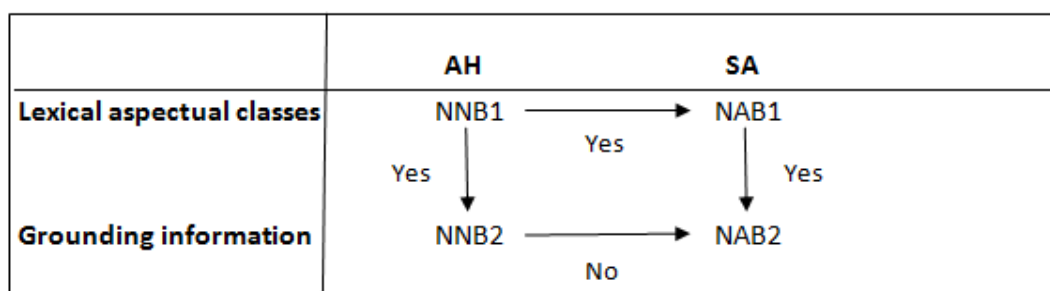 AH SA
Lexical aspectual classes NNB1 NAB1
Yes
Yes Yes
Grounding information NNB2 NAB2
No